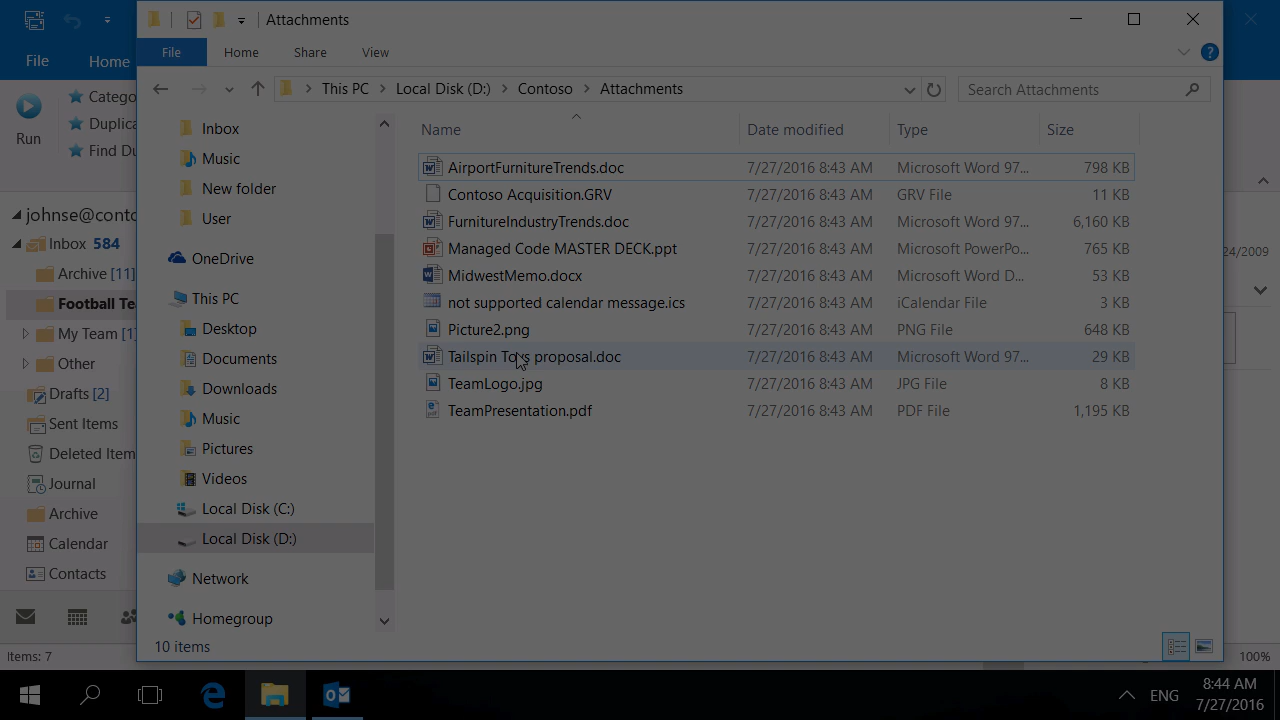 Attachments
File
Home
File
Home
Share
View
This PC
Local Disk (D:)
Contoso
Attachments
Search Attachments
Run
Catego
Duplica
Find Du
johnse@conto
Inbox 584
Archive [11]
Football Te
My Team [1]
Other
Drafts [2]
Sent Items
Deleted Item
Journal
Archive
Calendar
Contacts
Items: 7
Inbox
Music
New folder
User
OneDrive
This PC
Desktop
Documents
Downloads
Music
Pictures
Videos
Local Disk (C:)
Local Disk (D:)
Network
Homegroup
10 items
Name Date modified Type Size
AirportFurnitureTrends.doc 7/27/2016 8:43 AM Microsoft Word 97... 798 KB
Contoso Acquisition.GRV 7/27/2016 8:43 AM GRV File 11 KB
FurnitureIndustryTrends.doc 7/27/2016 8:43 AM Microsoft Word 97... 6,160 KB
Managed Code MASTER DECK.ppt 7/27/2016 8:43 AM Microsoft PowerPo... 765 KB
MidwestMemo.docx 7/27/2016 8:43 AM Microsoft Word D... 53 KB
not supported calendar message.ics 7/27/2016 8:43 AM iCalendar File 3 KB
Picture2.png 7/27/2016 8:43 AM PNG File 648 KB
Tailspin Toys proposal.doc 7/27/2016 8:43 AM Microsoft Word 97... 29 KB
TeamLogo.jpg 7/27/2016 8:43 AM JPG File 8 KB
TeamPresentation.pdf 7/27/2016 8:43 AM PDF File 1,195 KB
24/2009
100%
ENG
8:44 AM
7/27/2016